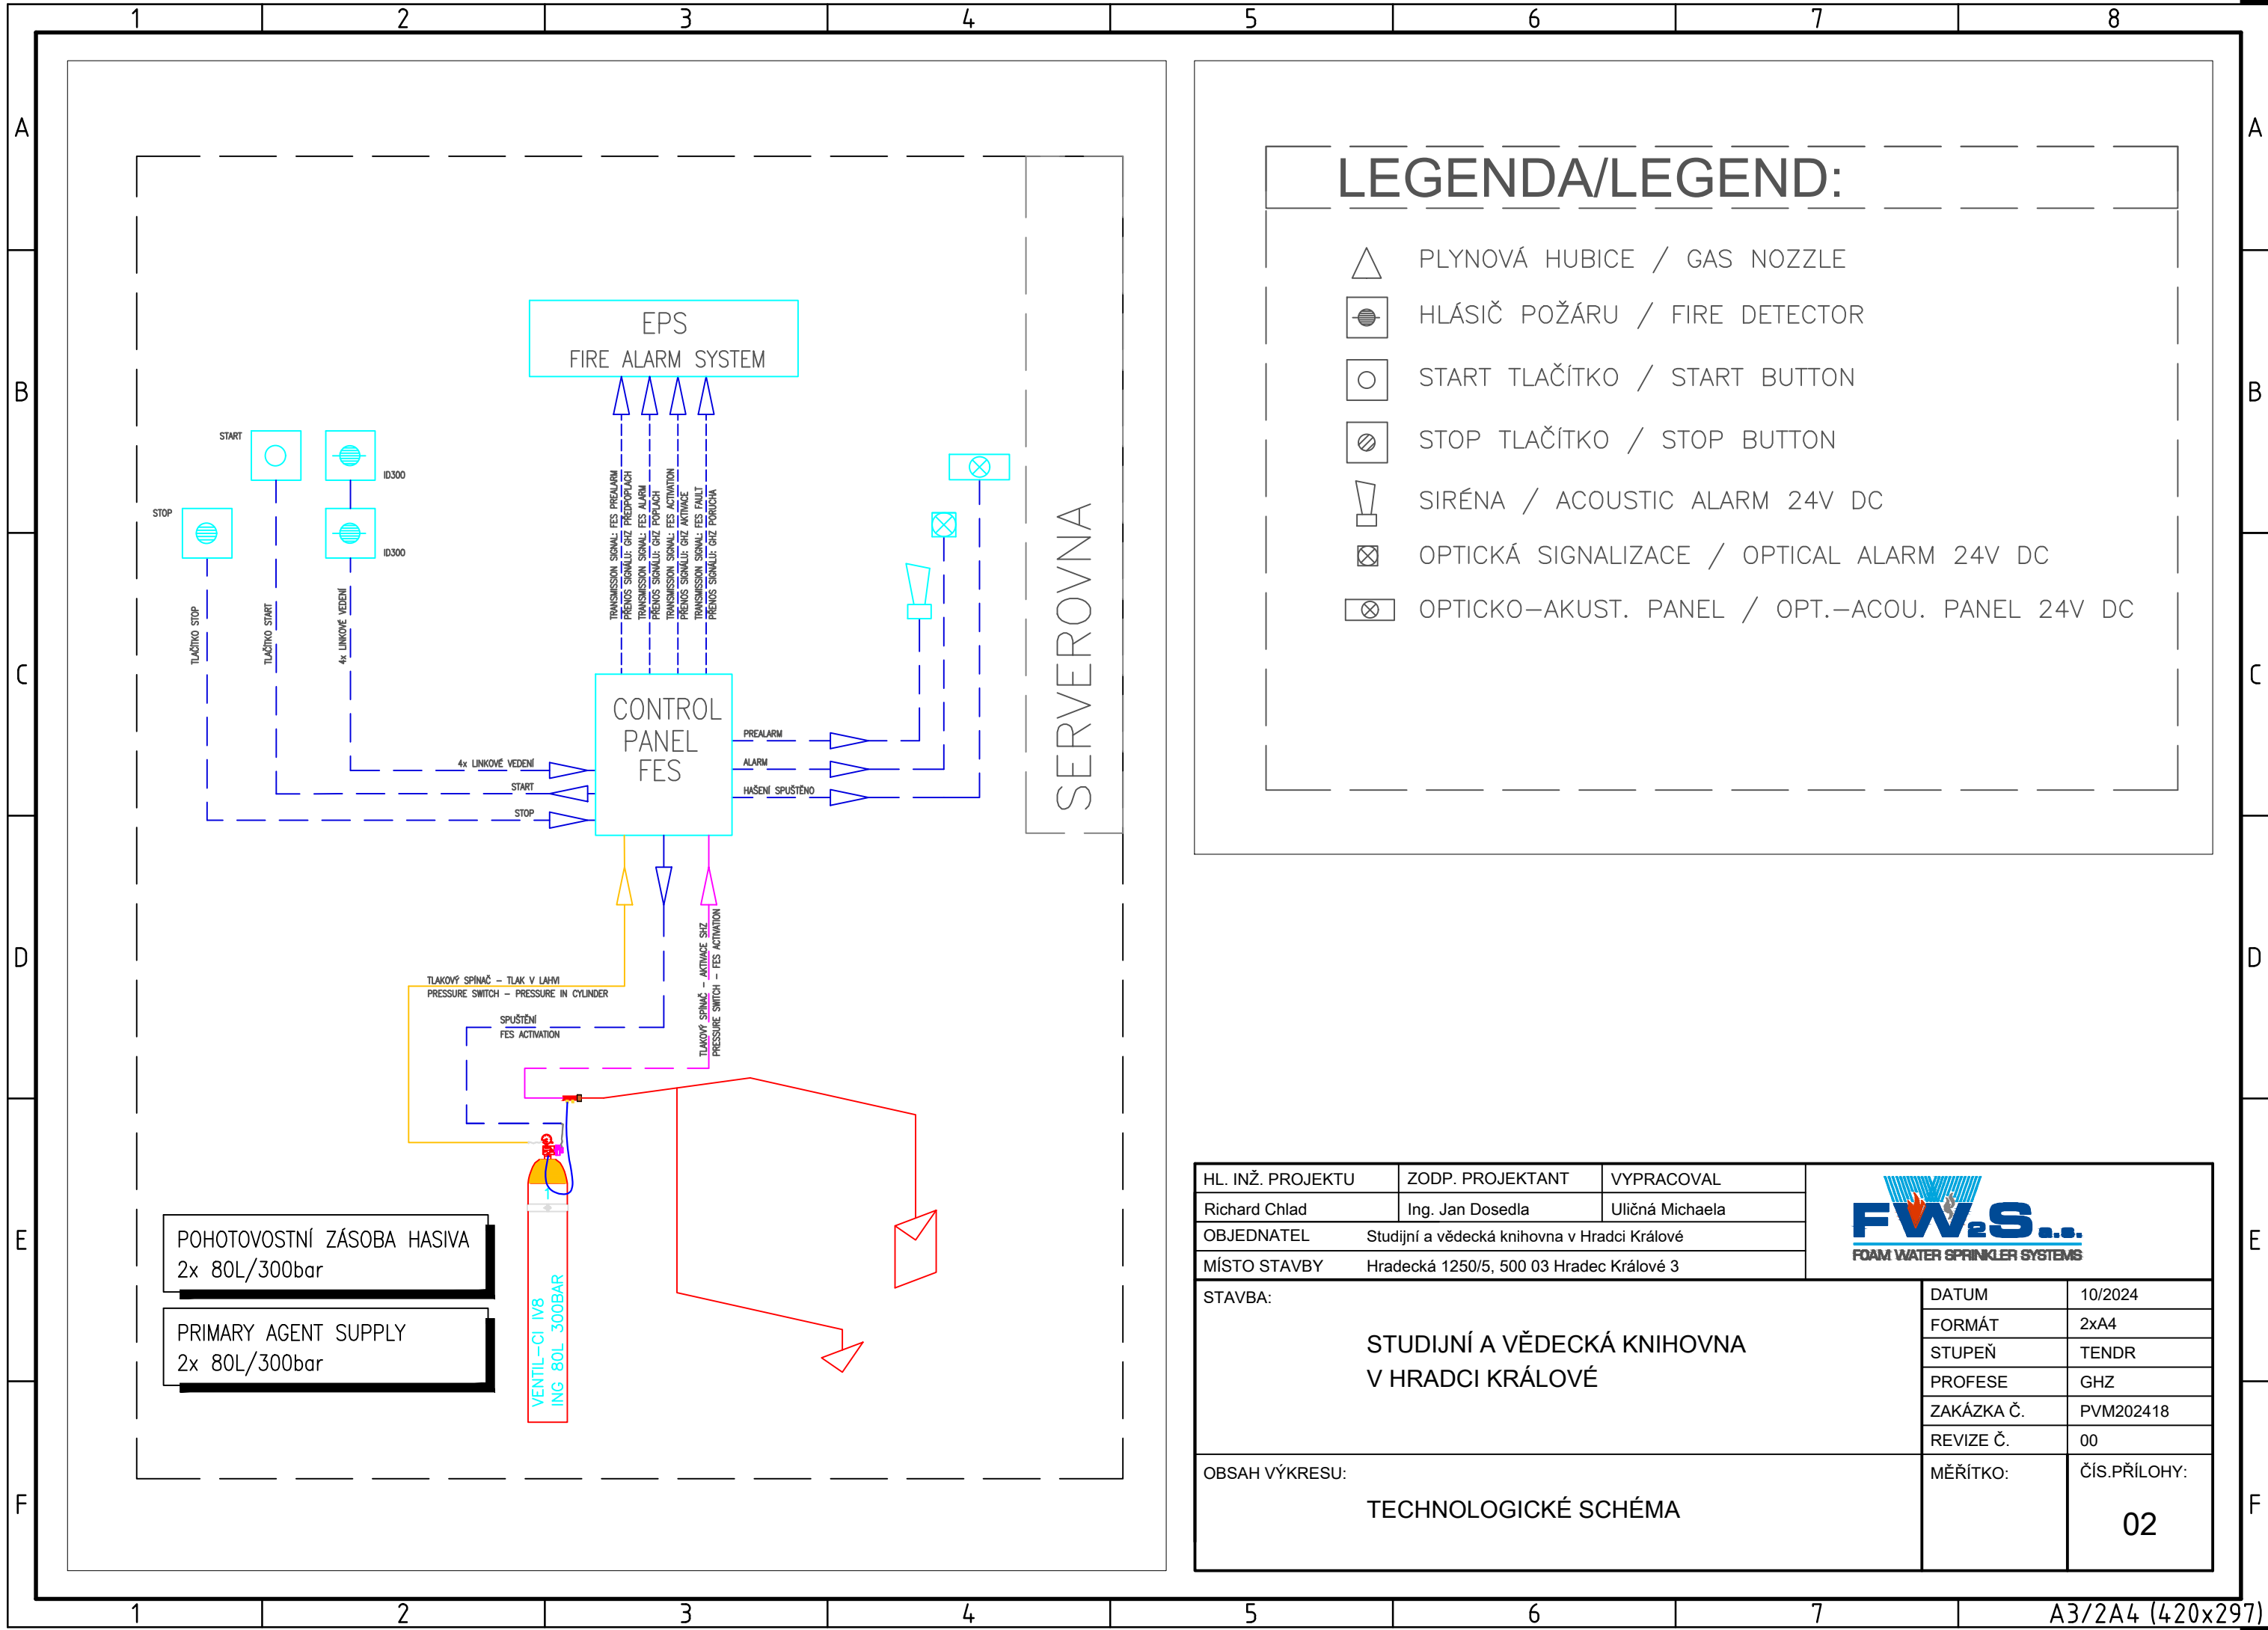 1 2 3 4 5 6 7 8
A
B
C
D
E
F
EPS
FIRE ALARM SYSTEM
START
ID300
STOP
ID300
TLAČÍTKO STOP
TLAČÍTKO START
4x LINKOVÉ VEDENÍ
TRANSMISSION SIGNAL: FES PREALARM
PŘENOS SIGNÁLU: GHZ PŘEDPOPLACH
TRANSMISSION SIGNAL: FES ALARM
PŘENOS SIGNÁLU: GHZ POPLACH
TRANSMISSION SIGNAL: FES ACTIVATION
PŘENOS SIGNÁLU: GHZ AKTIVACE
TRANSMISSION SIGNAL: FES FAULT
PŘENOS SIGNÁLU: GHZ PORUCHA
SERVEROVNA
CONTROL
PANEL
FES
4x LINKOVÉ VEDENÍ
START
STOP
PREALARM
ALARM
HAŠENÍ SPUŠTĚNO
TLAKOVÝ SPÍNAČ – TLAK V LAHVI
PRESSURE SWITCH – PRESSURE IN CYLINDER
SPUŠTĚNÍ
FES ACTIVATION
TLAKOVÝ SPÍNAČ – AKTIVACE SHZ
PRESSURE SWITCH – FES ACTIVATION
VENTIL–CI IV8
ING 80L 300BAR
POHOTOVOSTNÍ ZÁSOBA HASIVA
2x 80L/300bar
PRIMARY AGENT SUPPLY
2x 80L/300bar
LEGENDA/LEGEND:
PLYNOVÁ HUBICE / GAS NOZZLE
HLÁSIČ POŽÁRU / FIRE DETECTOR
START TLAČÍTKO / START BUTTON
STOP TLAČÍTKO / STOP BUTTON
SIRÉNA / ACOUSTIC ALARM 24V DC
OPTICKÁ SIGNALIZACE / OPTICAL ALARM 24V DC
OPTICKO–AKUST. PANEL / OPT.–ACOU. PANEL 24V DC
HL. INŽ. PROJEKTU ZODP. PROJEKTANT VYPRACOVAL
Richard Chlad Ing. Jan Dosedla Uličná Michaela
OBJEDNATEL Studijní a vědecká knihovna v Hradci Králové
MÍSTO STAVBY Hradecká 1250/5, 500 03 Hradec Králové 3
FW2S a.s.
FOAM WATER SPRINKLER SYSTEMS
STAVBA:
STUDIJNÍ A VĚDECKÁ KNIHOVNA
V HRADCI KRÁLOVÉ
DATUM 10/2024
FORMÁT 2xA4
STUPEŇ TENDR
PROFESE GHZ
ZAKÁZKA Č. PVM202418
REVIZE Č. 00
OBSAH VÝKRESU:
TECHNOLOGICKÉ SCHÉMA
MĚŘÍTKO:
ČÍS.PŘÍLOHY:
02
A
B
C
D
E
F
1 2 3 4 5 6 7
A3/2A4 (420x297)